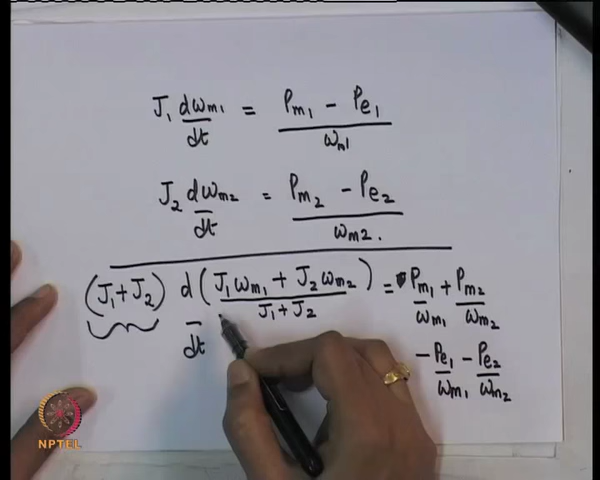 J₁ dωm₁/dt = (Pm₁ − Pe₁)/ωm1
J₂ dωm₂/dt = (Pm₂ − Pe₂)/ωm2.
(J₁+J₂) d/dt ((J₁ωm₁ + J₂ωm₂)/(J₁+J₂)) = Pm₁/ωm₁ + Pm₂/ωm₂
− Pe₁/ωm₁ − Pe₂/ωm₂
NPTEL